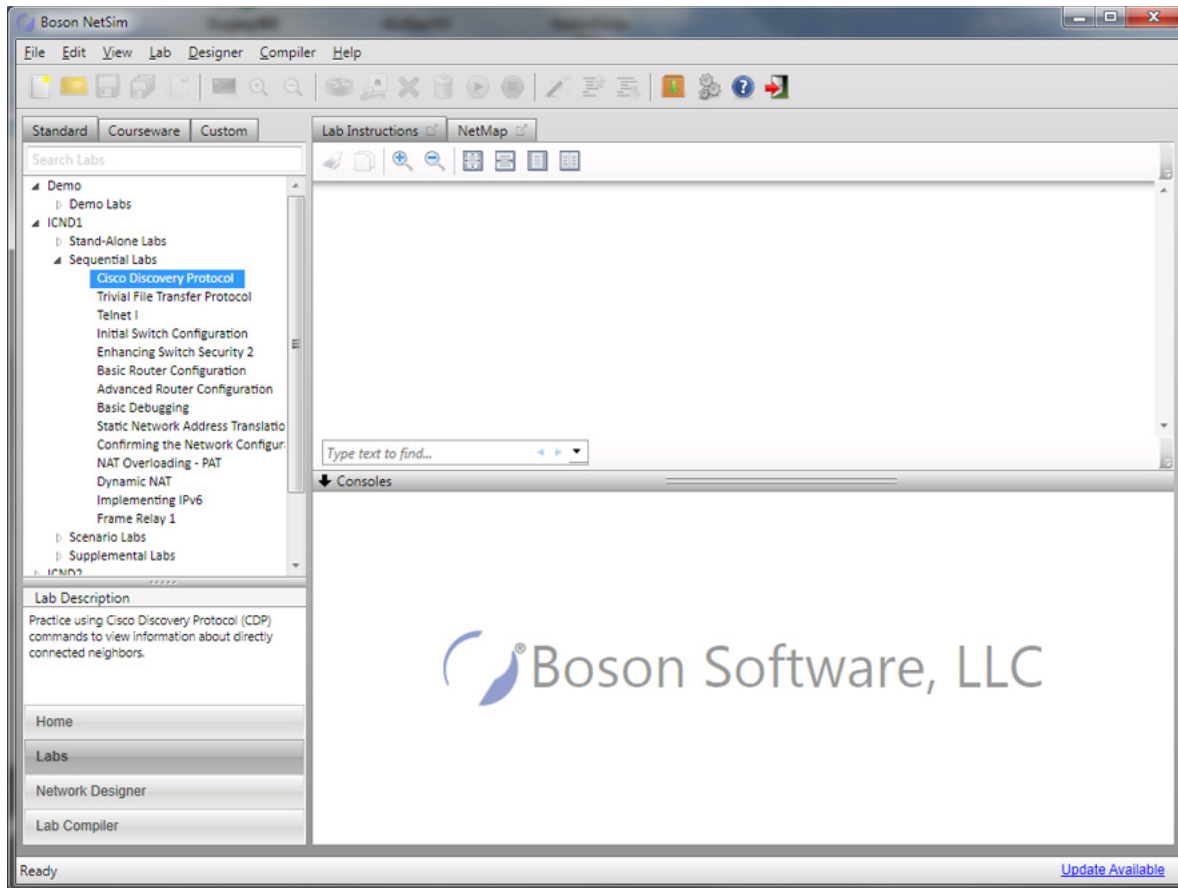 Boson NetSim
File Edit View Lab Designer Compiler Help
Standard Courseware Custom
Search Labs
Demo
Demo Labs
ICND1
Stand-Alone Labs
Sequential Labs
Cisco Discovery Protocol
Trivial File Transfer Protocol
Telnet I
Initial Switch Configuration
Enhancing Switch Security 2
Basic Router Configuration
Advanced Router Configuration
Basic Debugging
Static Network Address Translatio
Confirming the Network Configur
NAT Overloading - PAT
Dynamic NAT
Implementing IPv6
Frame Relay 1
Scenario Labs
Supplemental Labs
ICND2
Lab Description
Practice using Cisco Discovery Protocol (CDP)
commands to view information about directly
connected neighbors.
Home
Labs
Network Designer
Lab Compiler
Lab Instructions NetMap
Type text to find...
Consoles
® Boson Software, LLC
Ready
Update Available